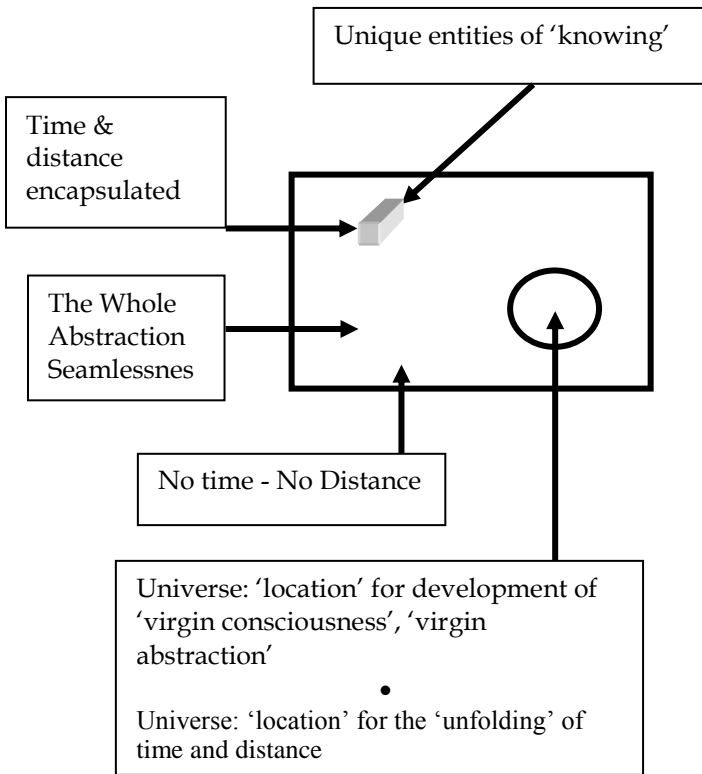 Unique entities of ‘knowing’
Time &
distance
encapsulated
The Whole
Abstraction
Seamlessnes
No time - No Distance
Universe: ‘location’ for development of
‘virgin consciousness’, ‘virgin
abstraction’
•
Universe: ‘location’ for the ‘unfolding’ of
time and distance